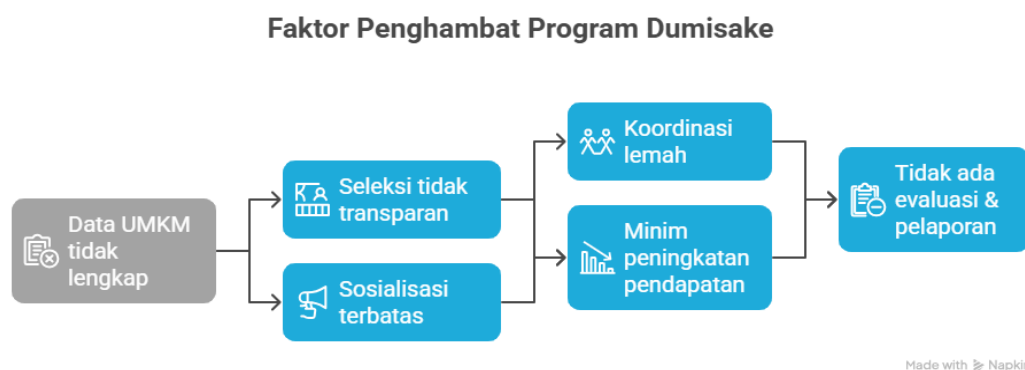 Faktor Penghambat Program Dumisake
Data UMKM
tidak
lengkap
Seleksi tidak
transparan
Sosialisasi
terbatas
Koordinasi
lemah
Minim
peningkatan
pendapatan
Tidak ada
evaluasi &
pelaporan
Made with Napkin